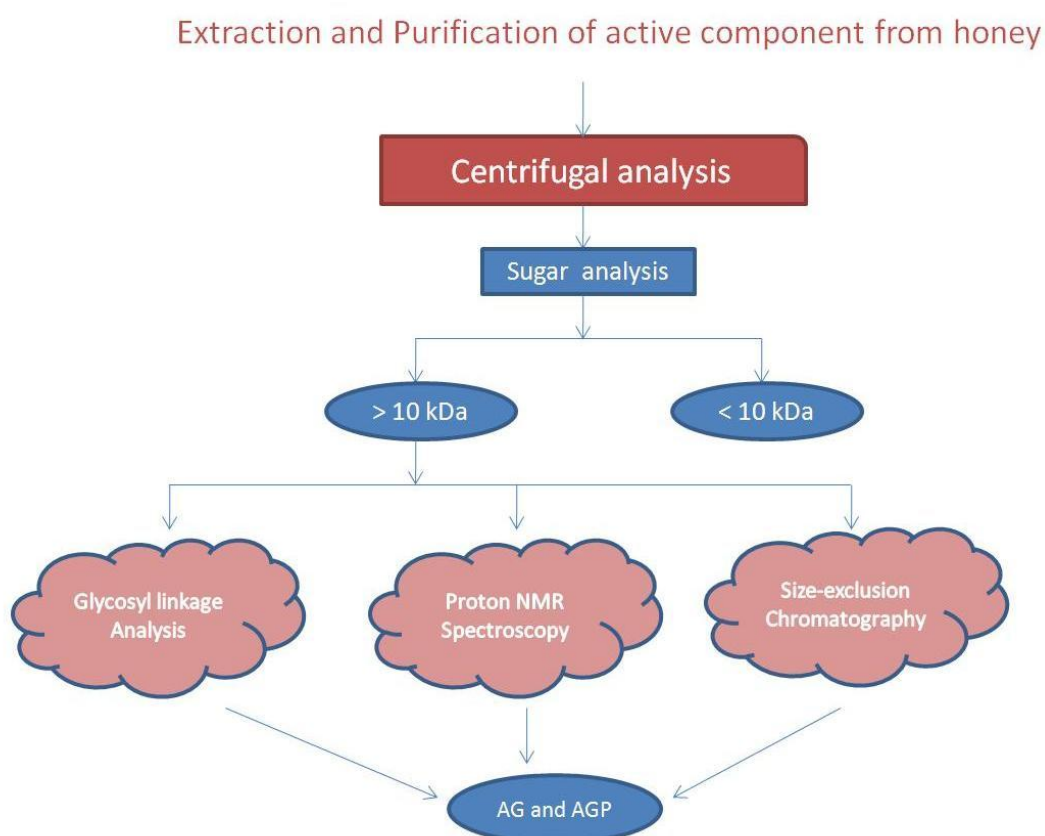 Extraction and Purification of active component from honey
Centrifugal analysis
Sugar analysis
> 10 kDa
< 10 kDa
Glycosyl linkage
Analysis
Proton NMR
Spectroscopy
Size-exclusion
Chromatography
AG and AGP